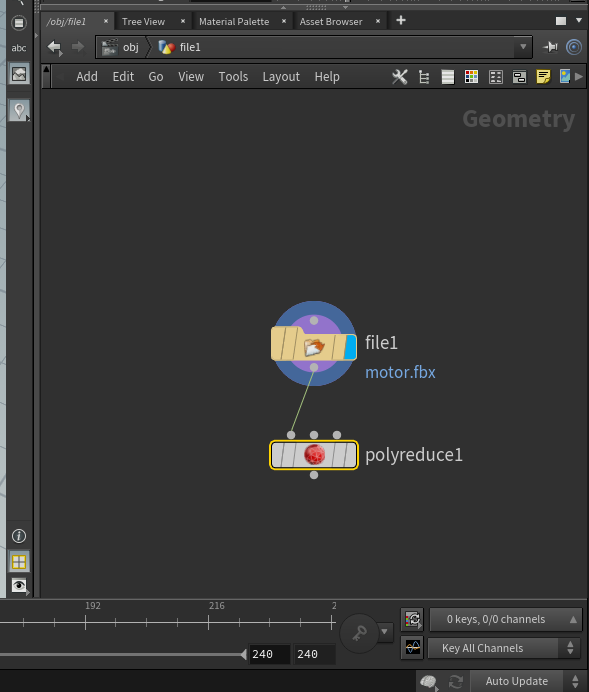 /obj/file1 × Tree View × Material Palette × Asset Browser × +
obj file1
abc
Add Edit Go View Tools Layout Help
Geometry
file1
motor.fbx
polyreduce1
192 216 2
0 keys, 0/0 channels
240 240 Key All Channels
Auto Update